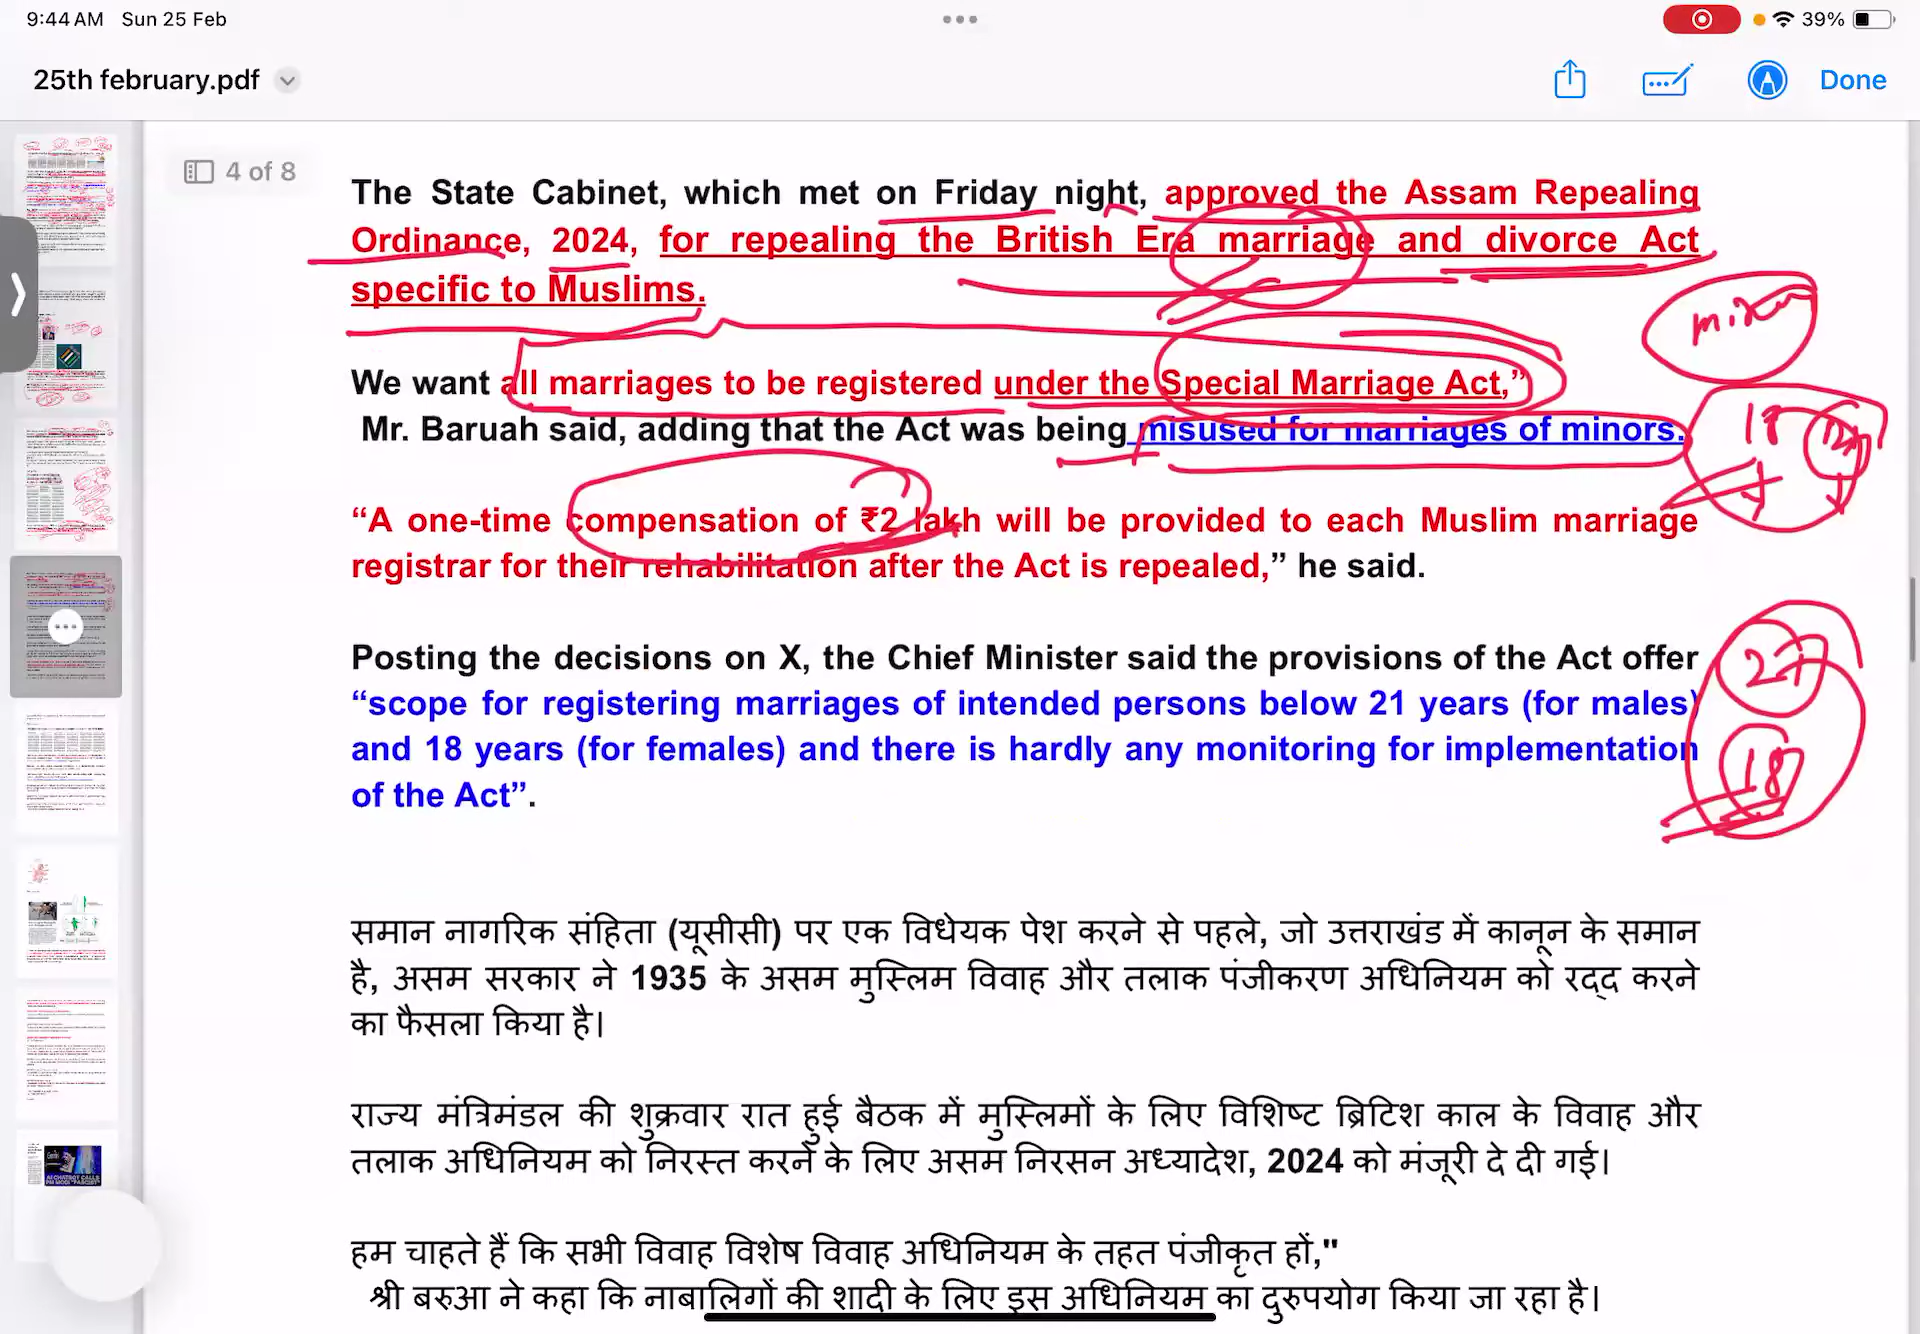 9:44 AM Sun 25 Feb
39%
25th february.pdf
Done
4 of 8
The State Cabinet, which met on Friday night, approved the Assam Repealing
Ordinance, 2024, for repealing the British Era marriage and divorce Act
specific to Muslims.
We want all marriages to be registered under the Special Marriage Act,”
Mr. Baruah said, adding that the Act was being misused for marriages of minors.
18
“A one-time compensation of ₹2 lakh will be provided to each Muslim marriage
registrar for their rehabilitation after the Act is repealed,” he said.
Posting the decisions on X, the Chief Minister said the provisions of the Act offer
“scope for registering marriages of intended persons below 21 years (for males)
and 18 years (for females) and there is hardly any monitoring for implementation
of the Act”.
18
समान नागरिक संहिता (यूसीसी) पर एक विधेयक पेश करने से पहले, जो उत्तराखंड में कानून के समान
है, असम सरकार ने 1935 के असम मुस्लिम विवाह और तलाक पंजीकरण अधिनियम को रद्द करने
का फैसला किया है।
राज्य मंत्रिमंडल की शुक्रवार रात हुई बैठक में मुस्लिमों के लिए विशिष्ट ब्रिटिश काल के विवाह और
तलाक अधिनियम को निरस्त करने के लिए असम निरसन अध्यादेश, 2024 को मंजूरी दे दी गई।
हम चाहते हैं कि सभी विवाह विशेष विवाह अधिनियम के तहत पंजीकृत हों,"
श्री बरुआ ने कहा कि नाबालिगों की शादी के लिए इस अधिनियम का दुरुपयोग किया जा रहा है।